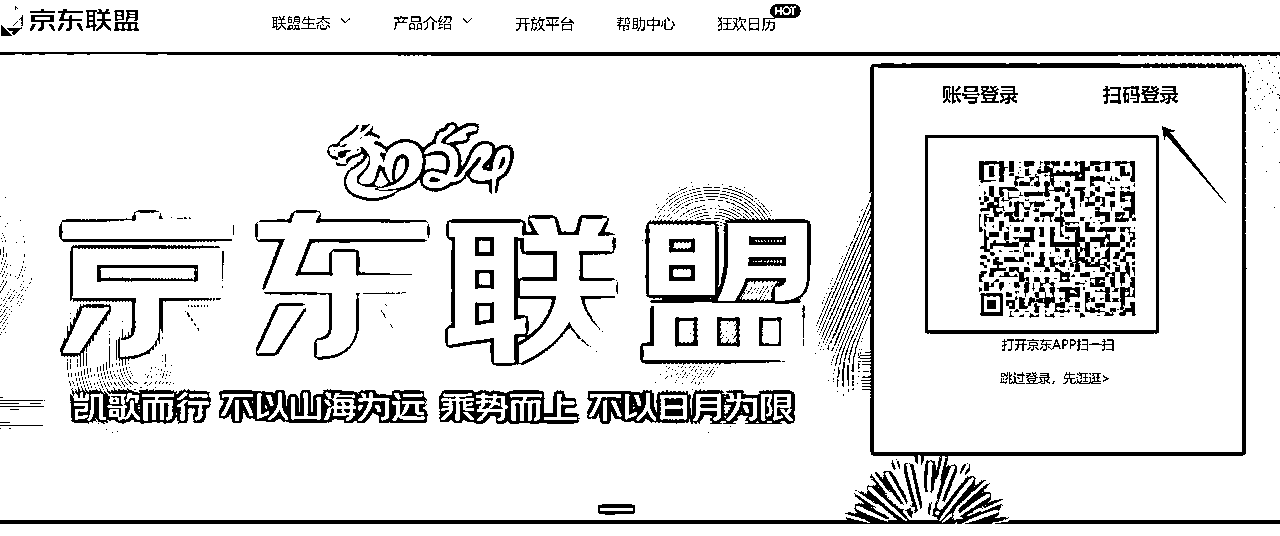 京东联盟
联盟生态 产品介绍 开放平台 帮助中心 狂欢日历 HOT
账号登录 扫码登录
2024
京东联盟
打开京东APP扫一扫
跳过登录，先逛逛>
凯歌而行 不以山海为远 乘势而上 不以日月为限